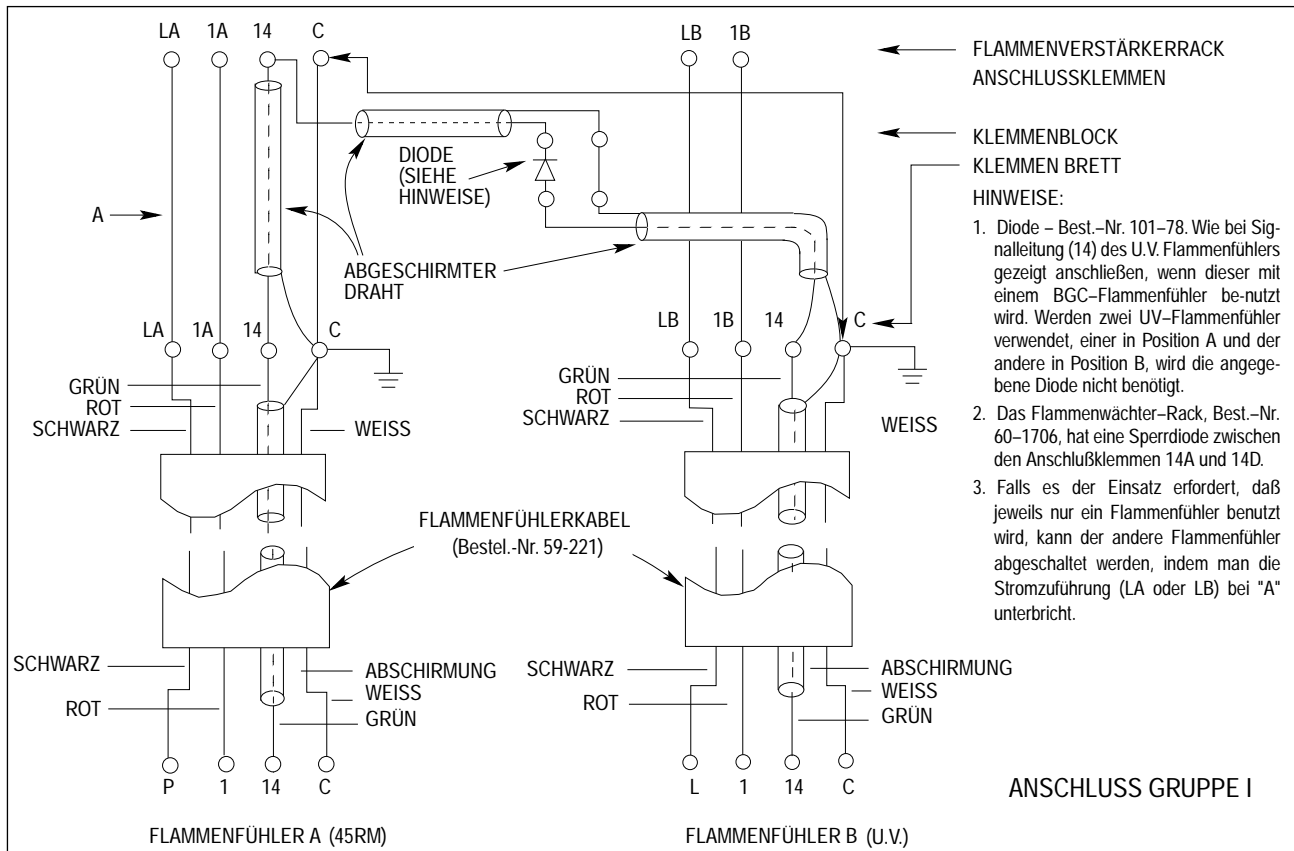 LA 1A 14 C LB 1B
FLAMMENVERSTÄRKERRACK
ANSCHLUSSKLEMMEN
KLEMMENBLOCK
KLEMMEN BRETT
DIODE
(SIEHE
HINWEISE)
A
ABGESCHIRMTER
DRAHT
LA 1A 14 C LB 1B 14 C
GRÜN
ROT
SCHWARZ
WEISS
GRÜN
ROT
SCHWARZ
WEISS
HINWEISE:
1. Diode – Best.–Nr. 101–78. Wie bei Sig-
nalleitung (14) des U.V. Flammenfühlers
gezeigt anschließen, wenn dieser mit
einem BGC–Flammenfühler be-nutzt
wird. Werden zwei UV–Flammenfühler
verwendet, einer in Position A und der
andere in Position B, wird die angege-
bene Diode nicht benötigt.
2. Das Flammenwächter–Rack, Best.–Nr.
60–1706, hat eine Sperrdiode zwischen
den Anschlußklemmen 14A und 14D.
3. Falls es der Einsatz erfordert, daß
jeweils nur ein Flammenfühler benutzt
wird, kann der andere Flammenfühler
abgeschaltet werden, indem man die
Stromzuführung (LA oder LB) bei "A"
unterbricht.
FLAMMENFÜHLERKABEL
(Bestel.-Nr. 59-221)
SCHWARZ
ROT
ABSCHIRMUNG
WEISS
GRÜN
SCHWARZ
ROT
ABSCHIRMUNG
WEISS
GRÜN
P 1 14 C L 1 14 C
ANSCHLUSS GRUPPE I
FLAMMENFÜHLER A (45RM)
FLAMMENFÜHLER B (U.V.)